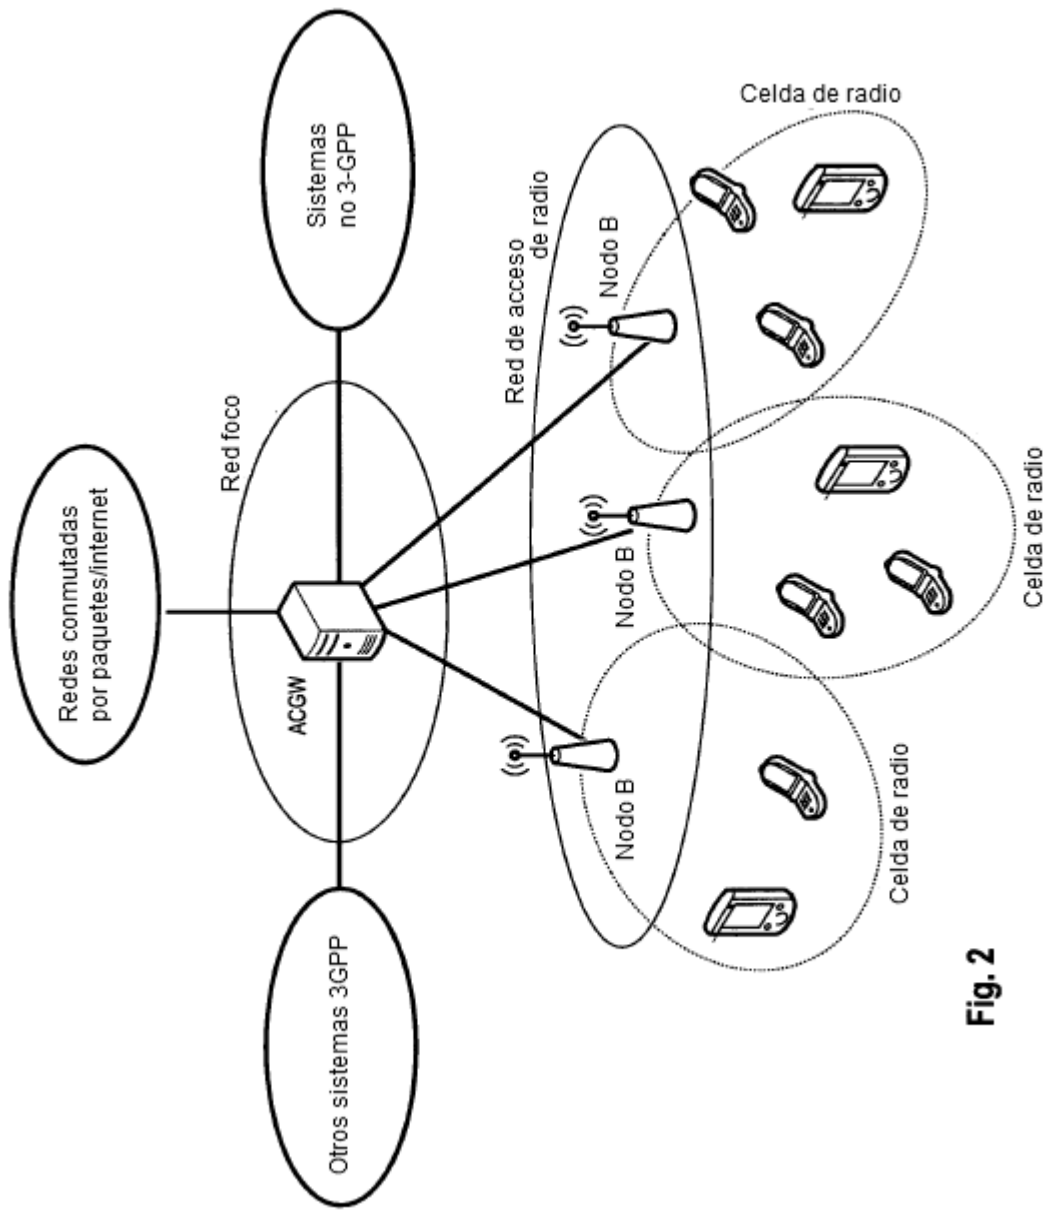 Redes conmutadas
por paquetes/internet
Otros sistemas 3GPP
Sistemas
no 3-GPP
Red foco
ACGW
Red de acceso
de radio
Nodo B
Nodo B
Nodo B
Celda de radio
Celda de radio
Celda de radio
Fig. 2